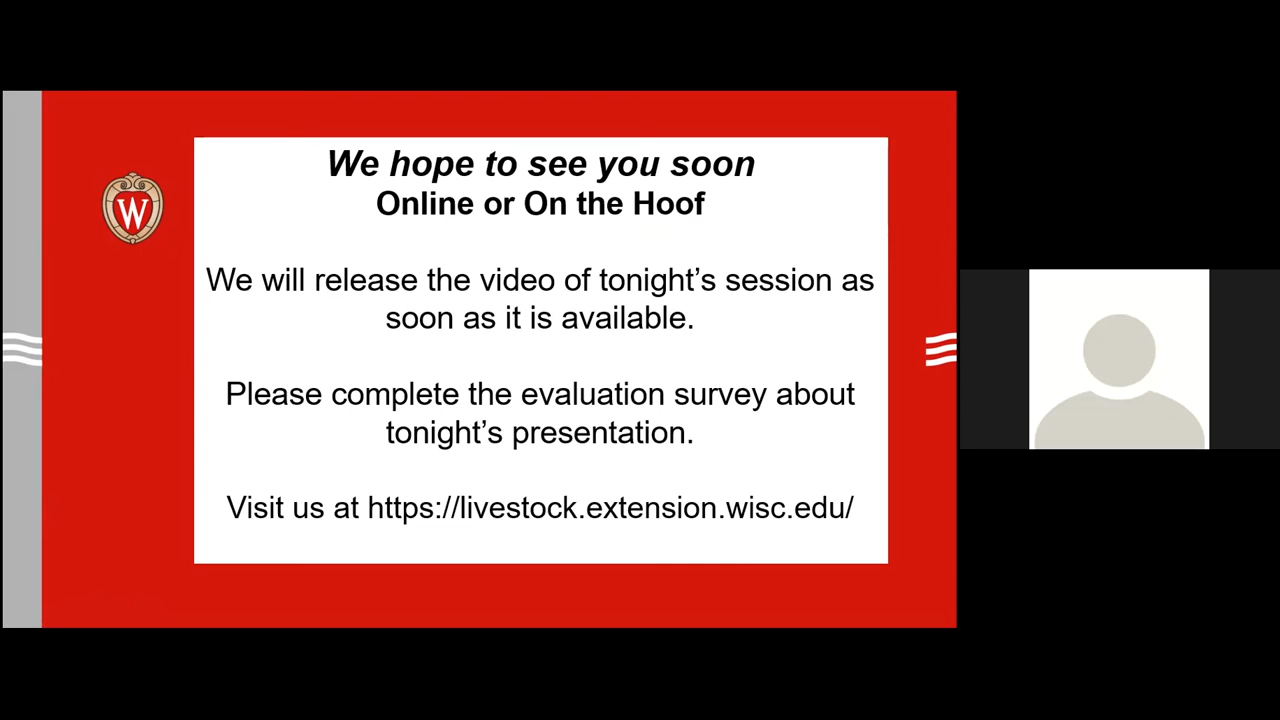 W
We hope to see you soon
Online or On the Hoof
We will release the video of tonight’s session as
soon as it is available.
Please complete the evaluation survey about
tonight’s presentation.
Visit us at https://livestock.extension.wisc.edu/